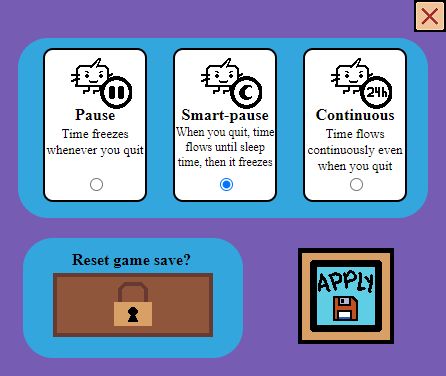 24h
Pause
Time freezes
whenever you quit
Smart-pause
When you quit, time
flows until sleep
time, then it freezes
Continuous
Time flows
continuously even
when you quit
Reset game save?
APPLY